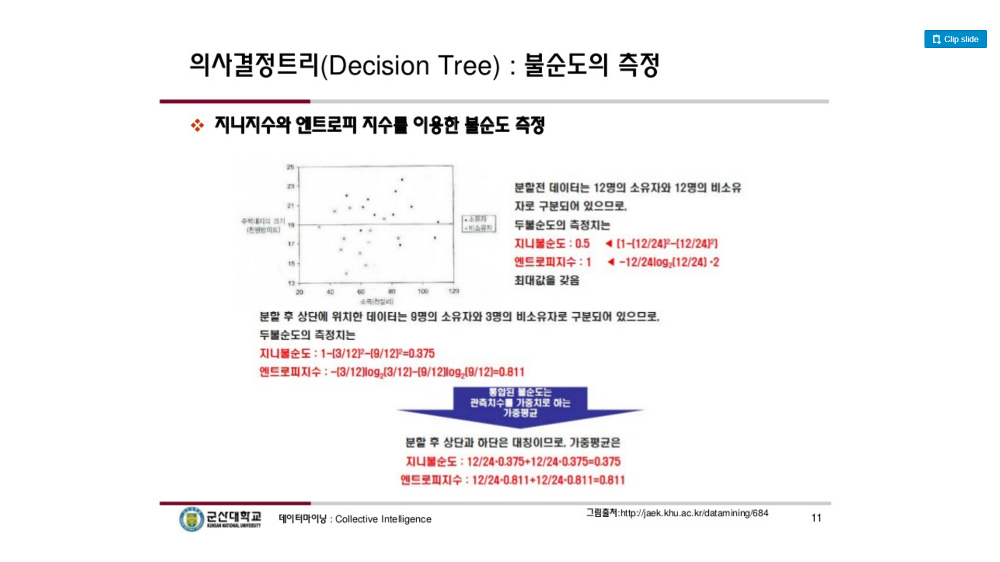 Clip slide
의사결정트리(Decision Tree) : 불순도의 측정
지니지수와 엔트로피 지수를 이용한 불순도 측정
25
23
21
19
17
15
13
20 40 60 80 100 120
주택대지의 크기
(천평방피트)
소득(천달러)
소유자
비소유자
분할전 데이터는 12명의 소유자와 12명의 비소유
자로 구분되어 있으므로,
두불순도의 측정치는
지니불순도 : 0.5 ◀ (1-(12/24)²-(12/24)²)
엔트로피지수 : 1 ◀ -12/24log₂(12/24) •2
최대값을 갖음
분할 후 상단에 위치한 데이터는 9명의 소유자와 3명의 비소유자로 구분되어 있으므로,
두불순도의 측정치는
지니불순도 : 1-(3/12)²-(9/12)²=0.375
엔트로피지수 : -(3/12)log₂(3/12)-(9/12)log₂(9/12)=0.811
통합된 불순도는
관측치수를 가중치로 하는
가중평균
분할 후 상단과 하단은 대칭이므로, 가중평균은
지니불순도 : 12/24•0.375+12/24•0.375=0.375
엔트로피지수 : 12/24•0.811+12/24•0.811=0.811
군산대학교
KUNSAN NATIONAL UNIVERSITY
데이터마이닝 : Collective Intelligence
그림출처:http://jaek.khu.ac.kr/datamining/684
11